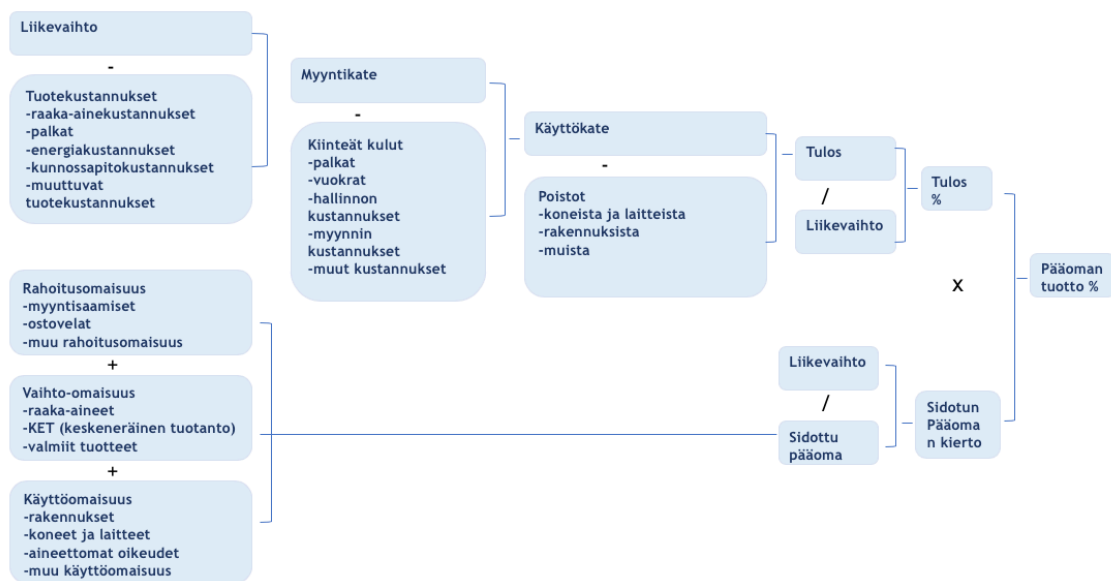 Liikevaihto
-
Tuotekustannukset
-raaka-ainekustannukset
-palkat
-energiakustannukset
-kunnossapitokustannukset
-muuttuvat
tuotekustannukset
Myyntikate
-
Kiinteät kulut
-palkat
-vuokrat
-hallinnon
kustannukset
-myynnin
kustannukset
-muut kustannukset
Käyttökate
-
Poistot
-koneista ja laitteista
-rakennuksista
-muista
Tulos
/
Liikevaihto
Tulos
%
x
Pääoman
tuotto %
Rahoitusomaisuus
-myyntisaamiset
-ostovelat
-muu rahoitusomaisuus
+
Vaihto-omaisuus
-raaka-aineet
-KET (keskeneräinen tuotanto)
-valmiit tuotteet
+
Käyttöomaisuus
-rakennukset
-koneet ja laitteet
-aineettomat oikeudet
-muu käyttöomaisuus
Liikevaihto
/
Sidottu
pääoma
Sidotun
Pääoma
n kierto